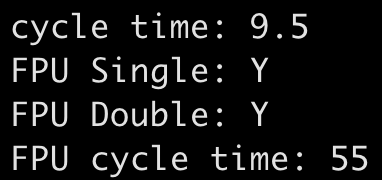 cycle time: 9.5
FPU Single: Y
FPU Double: Y
FPU cycle time: 55